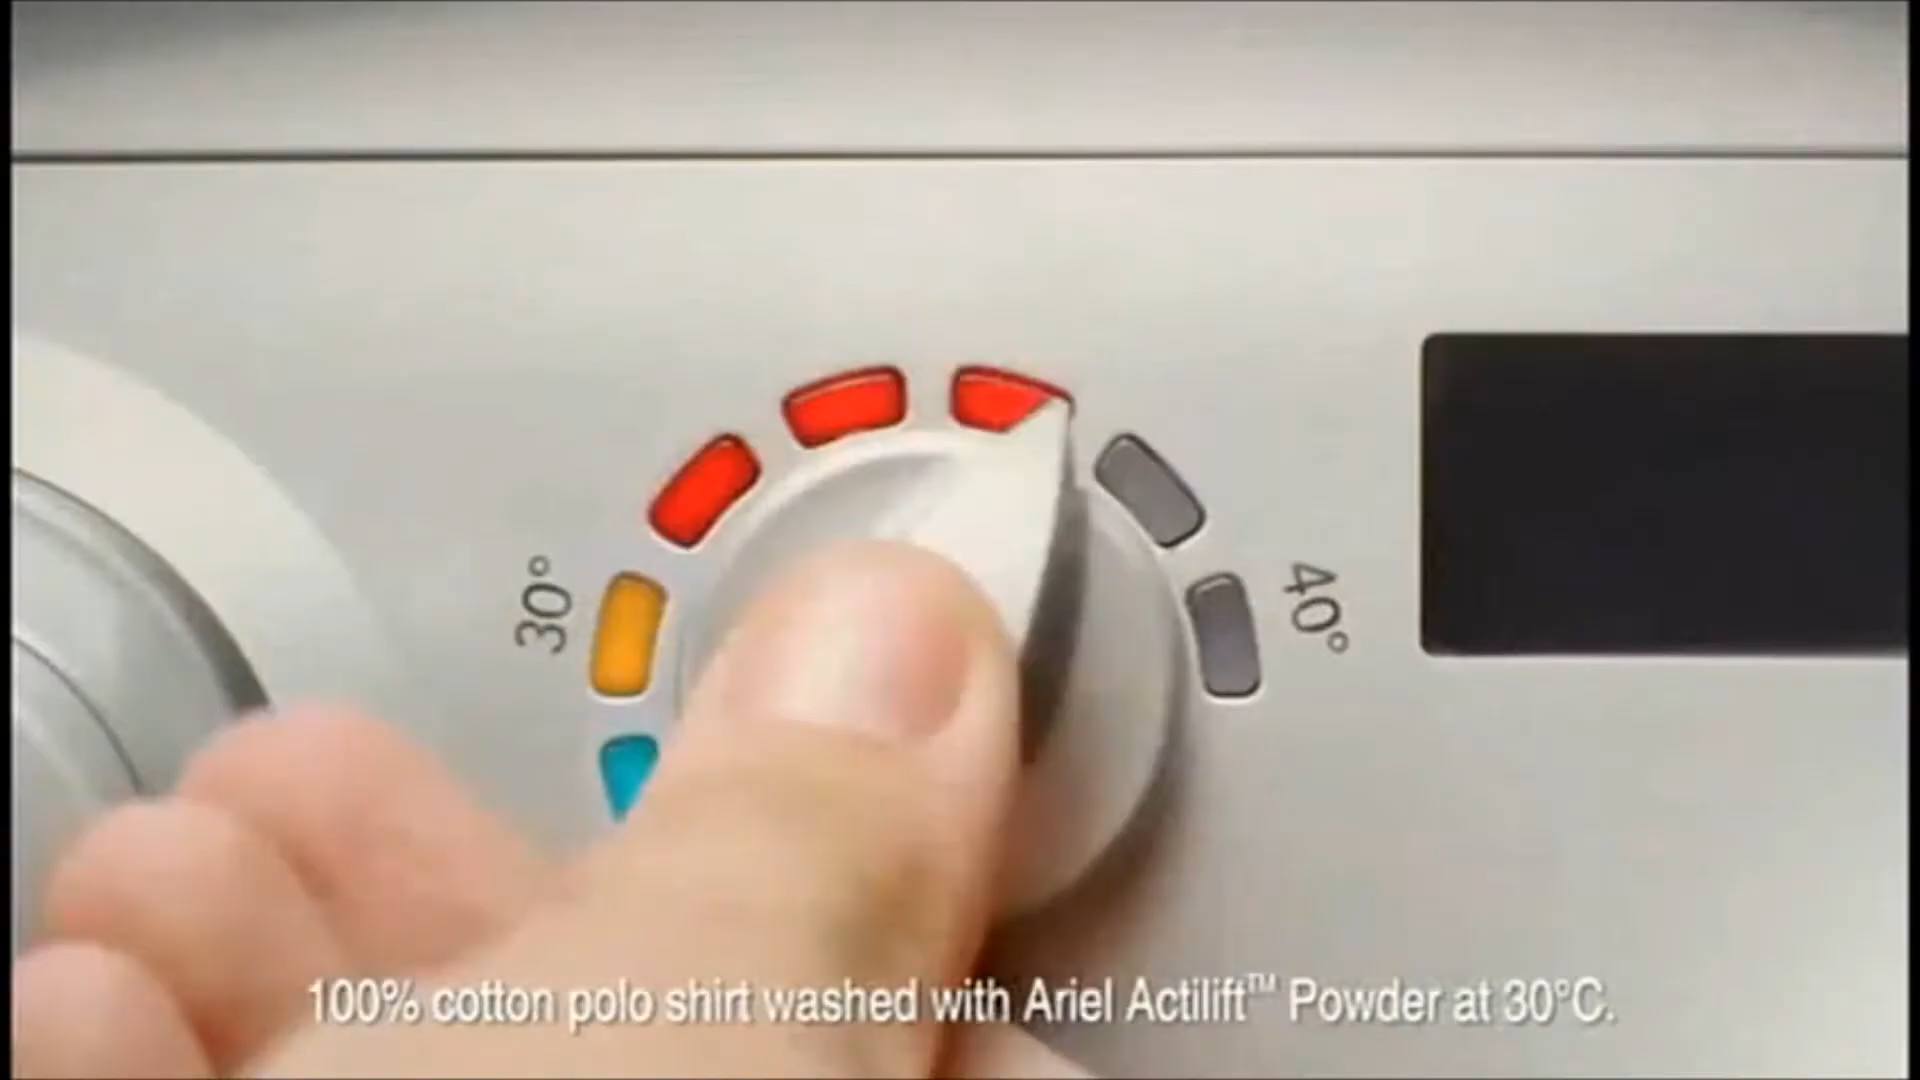 30°
40°
100% cotton polo shirt washed with Ariel Actilift™ Powder at 30°C.